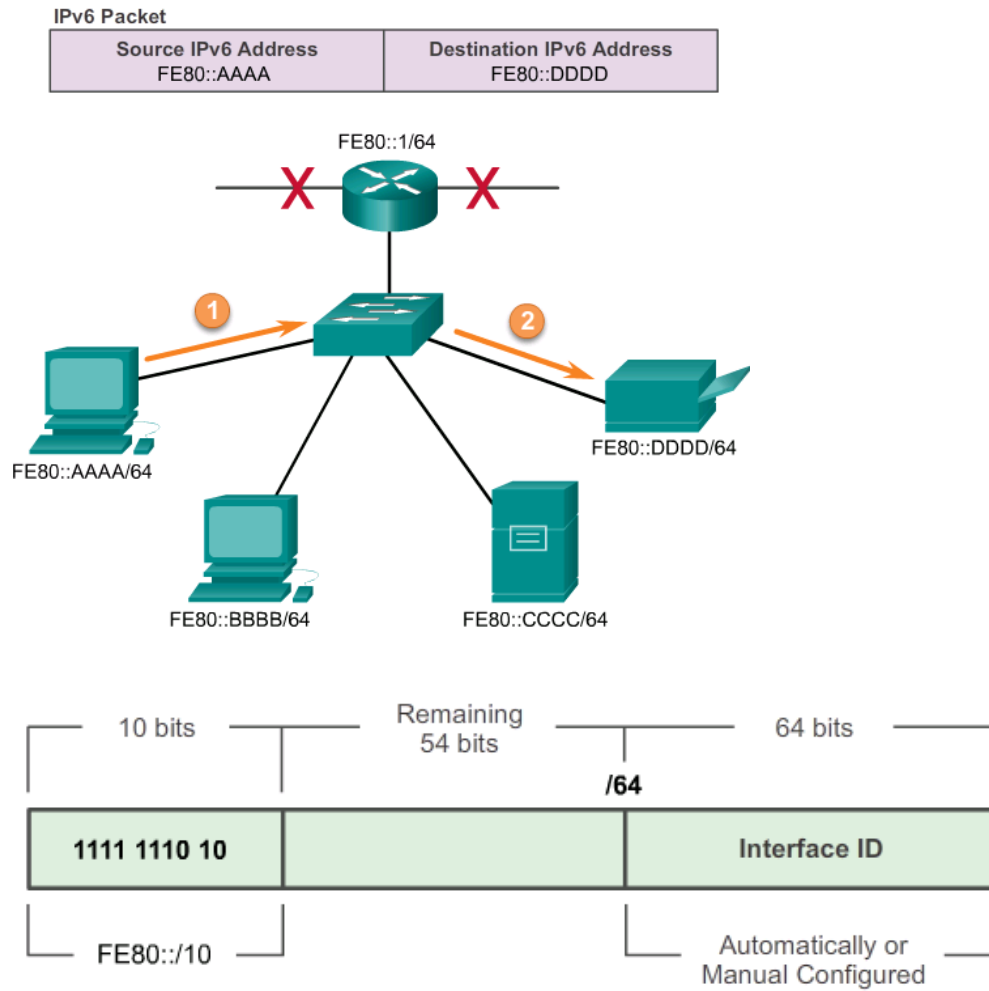 IPv6 Packet
Source IPv6 Address
FE80::AAAA
Destination IPv6 Address
FE80::DDDD
FE80::1/64
X
X
1
2
FE80::AAAA/64
FE80::DDDD/64
FE80::BBBB/64
FE80::CCCC/64
10 bits
Remaining
54 bits
64 bits
/64
1111 1110 10
Interface ID
FE80::/10
Automatically or
Manual Configured